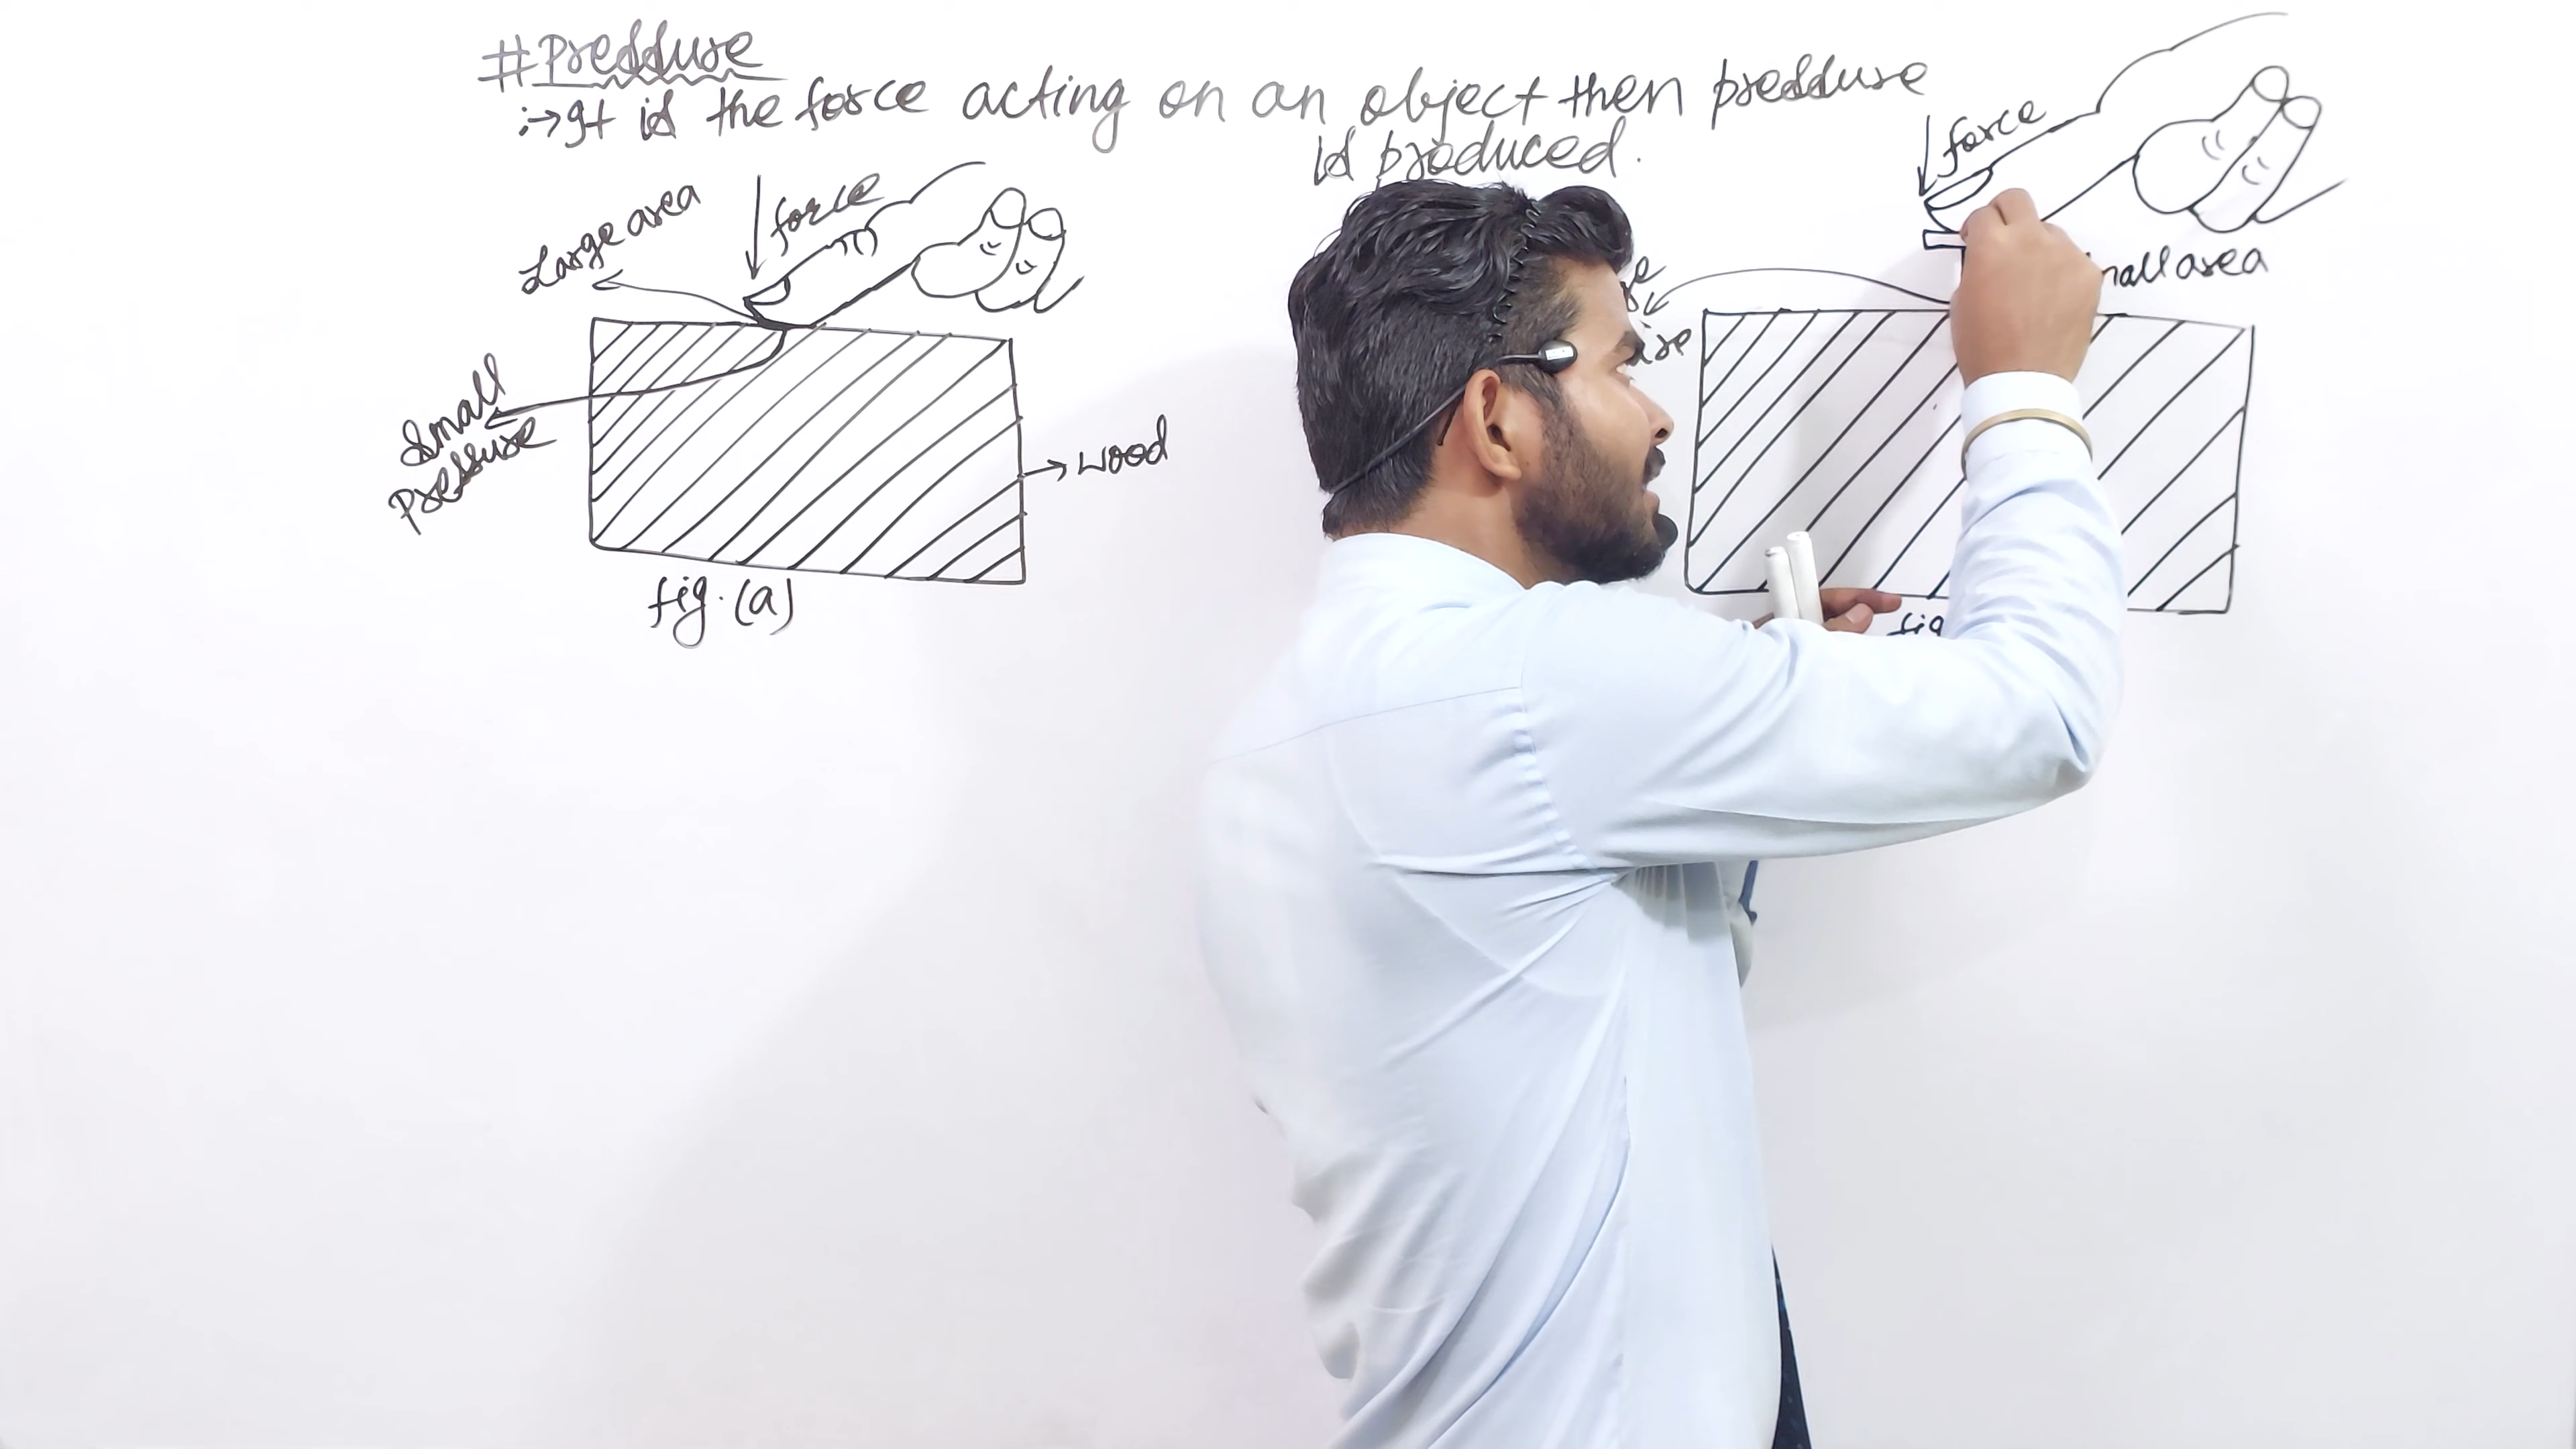 # Pressure
:→ It is the force acting on an object then pressure
is produced.
Large area
force
Small
pressure
→ wood
fig. (a)
force
area
fig